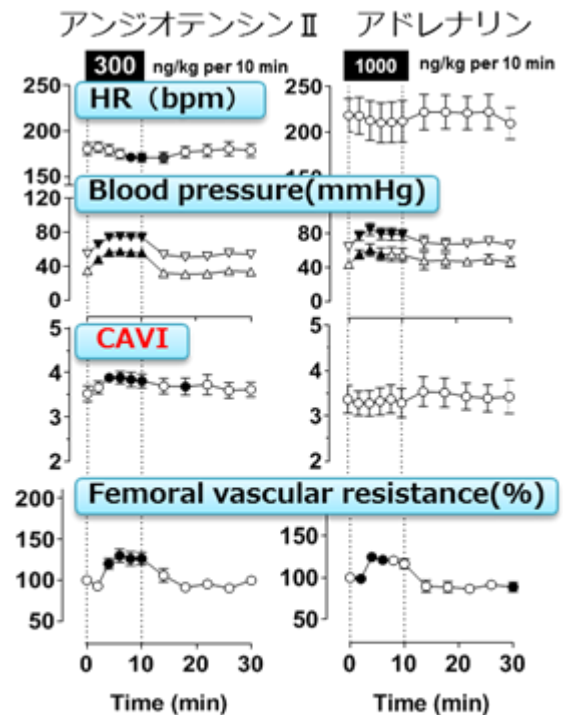 アンジオテンシンⅡ アドレナリン
300 ng/kg per 10 min 1000 ng/kg per 10 min
250 250
HR（bpm）
200 200
150 150
Blood pressure(mmHg)
120 120
80 80
40 40
0 0
5 5
CAVI
4 4
3 3
2 2
Femoral vascular resistance(%)
200
150
100 100
50 50
0 10 20 30 0 10 20 30
Time (min) Time (min)